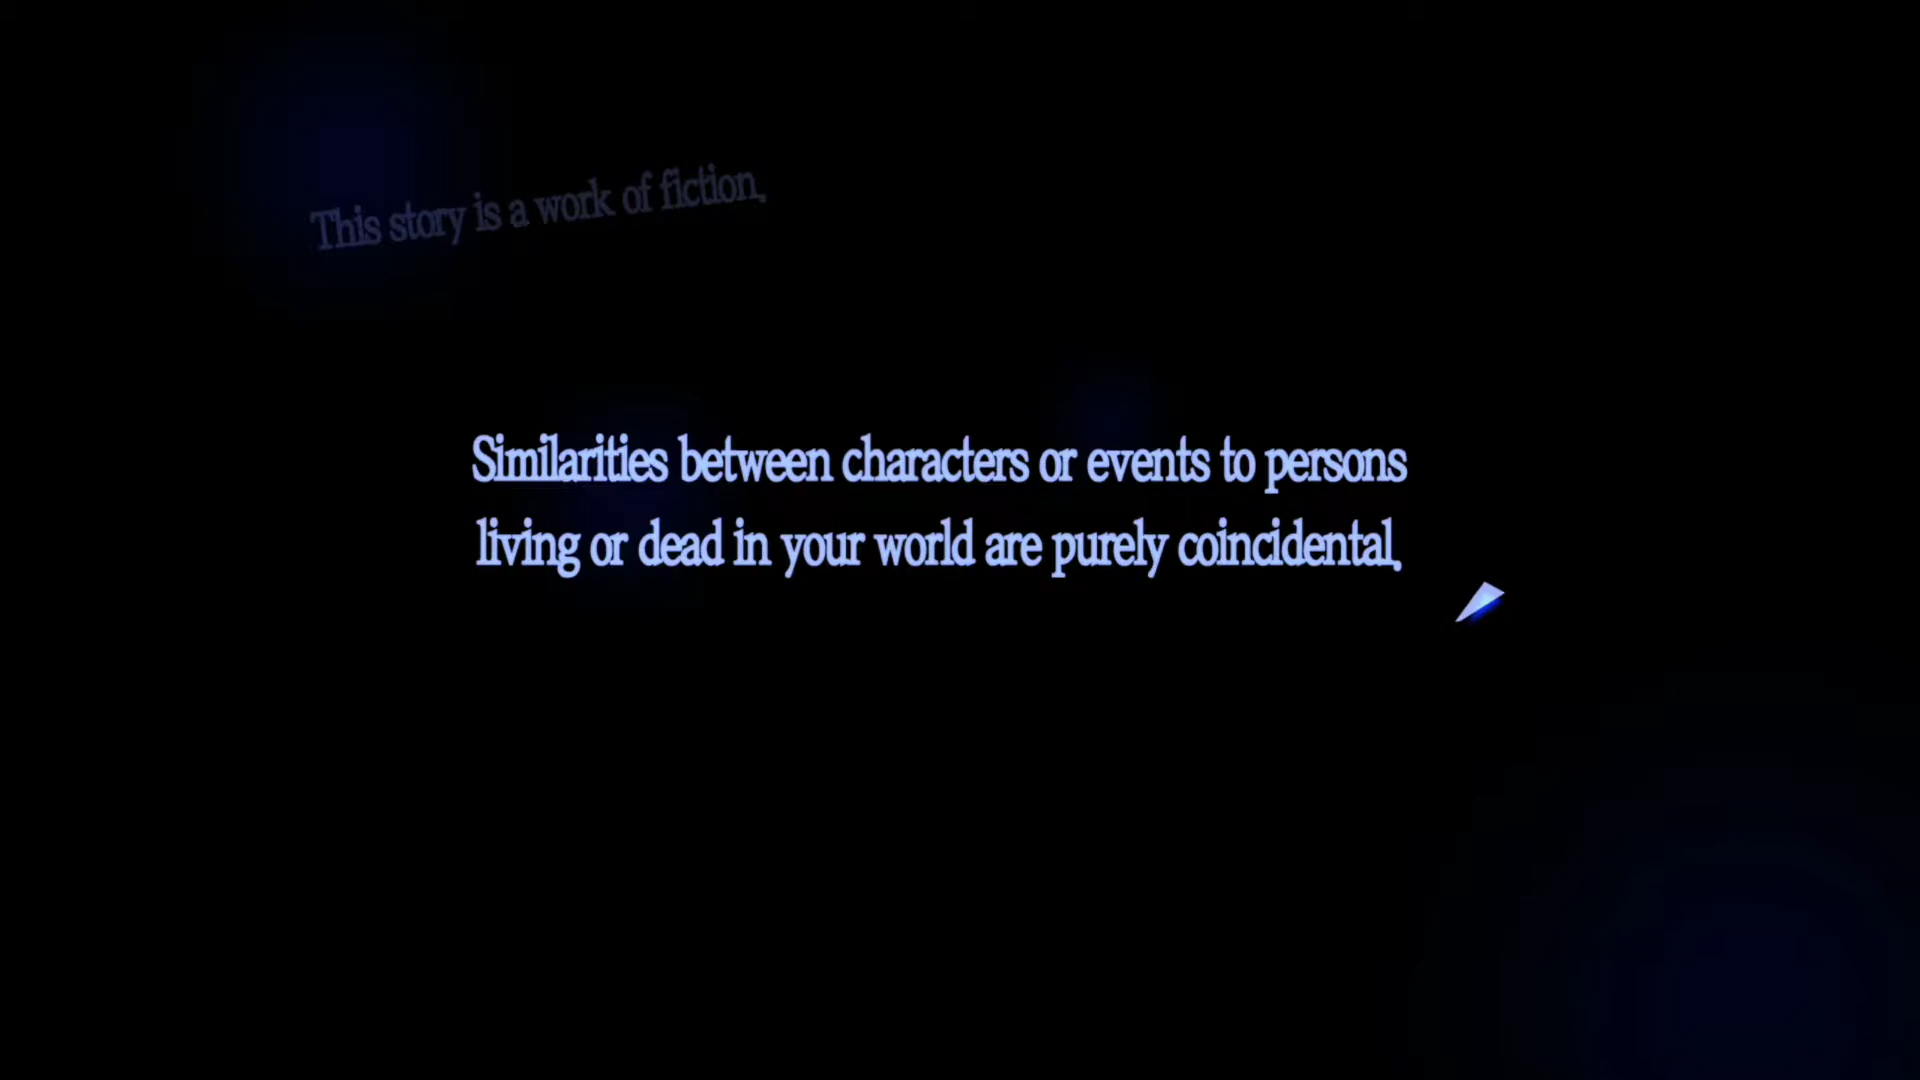 This story is a work of fiction.
Similarities between characters or events to persons
living or dead in your world are purely coincidental.